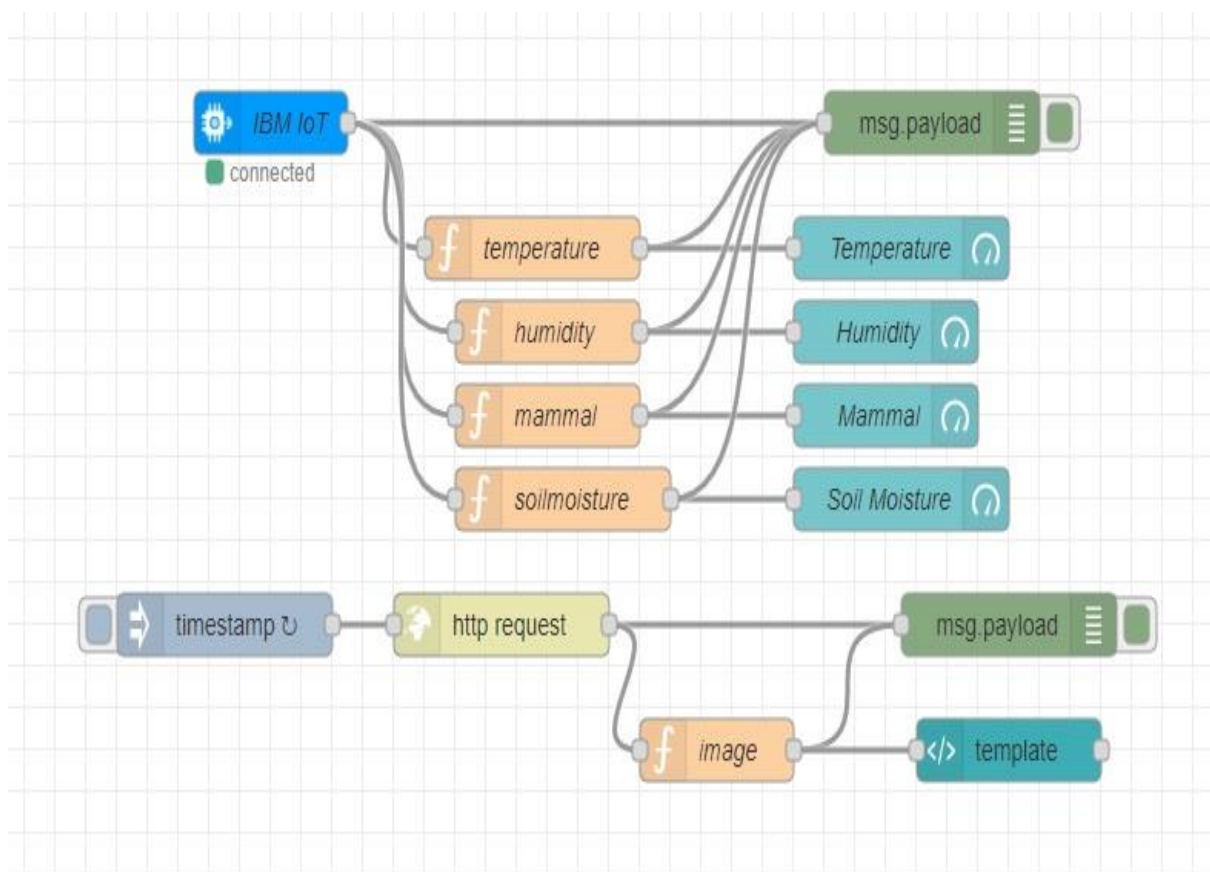 IBM IoT
msg.payload
connected
temperature
Temperature
humidity
Humidity
mammal
Mammal
soilmoisture
Soil Moisture
timestamp ↻
http request
msg.payload
image
</> template